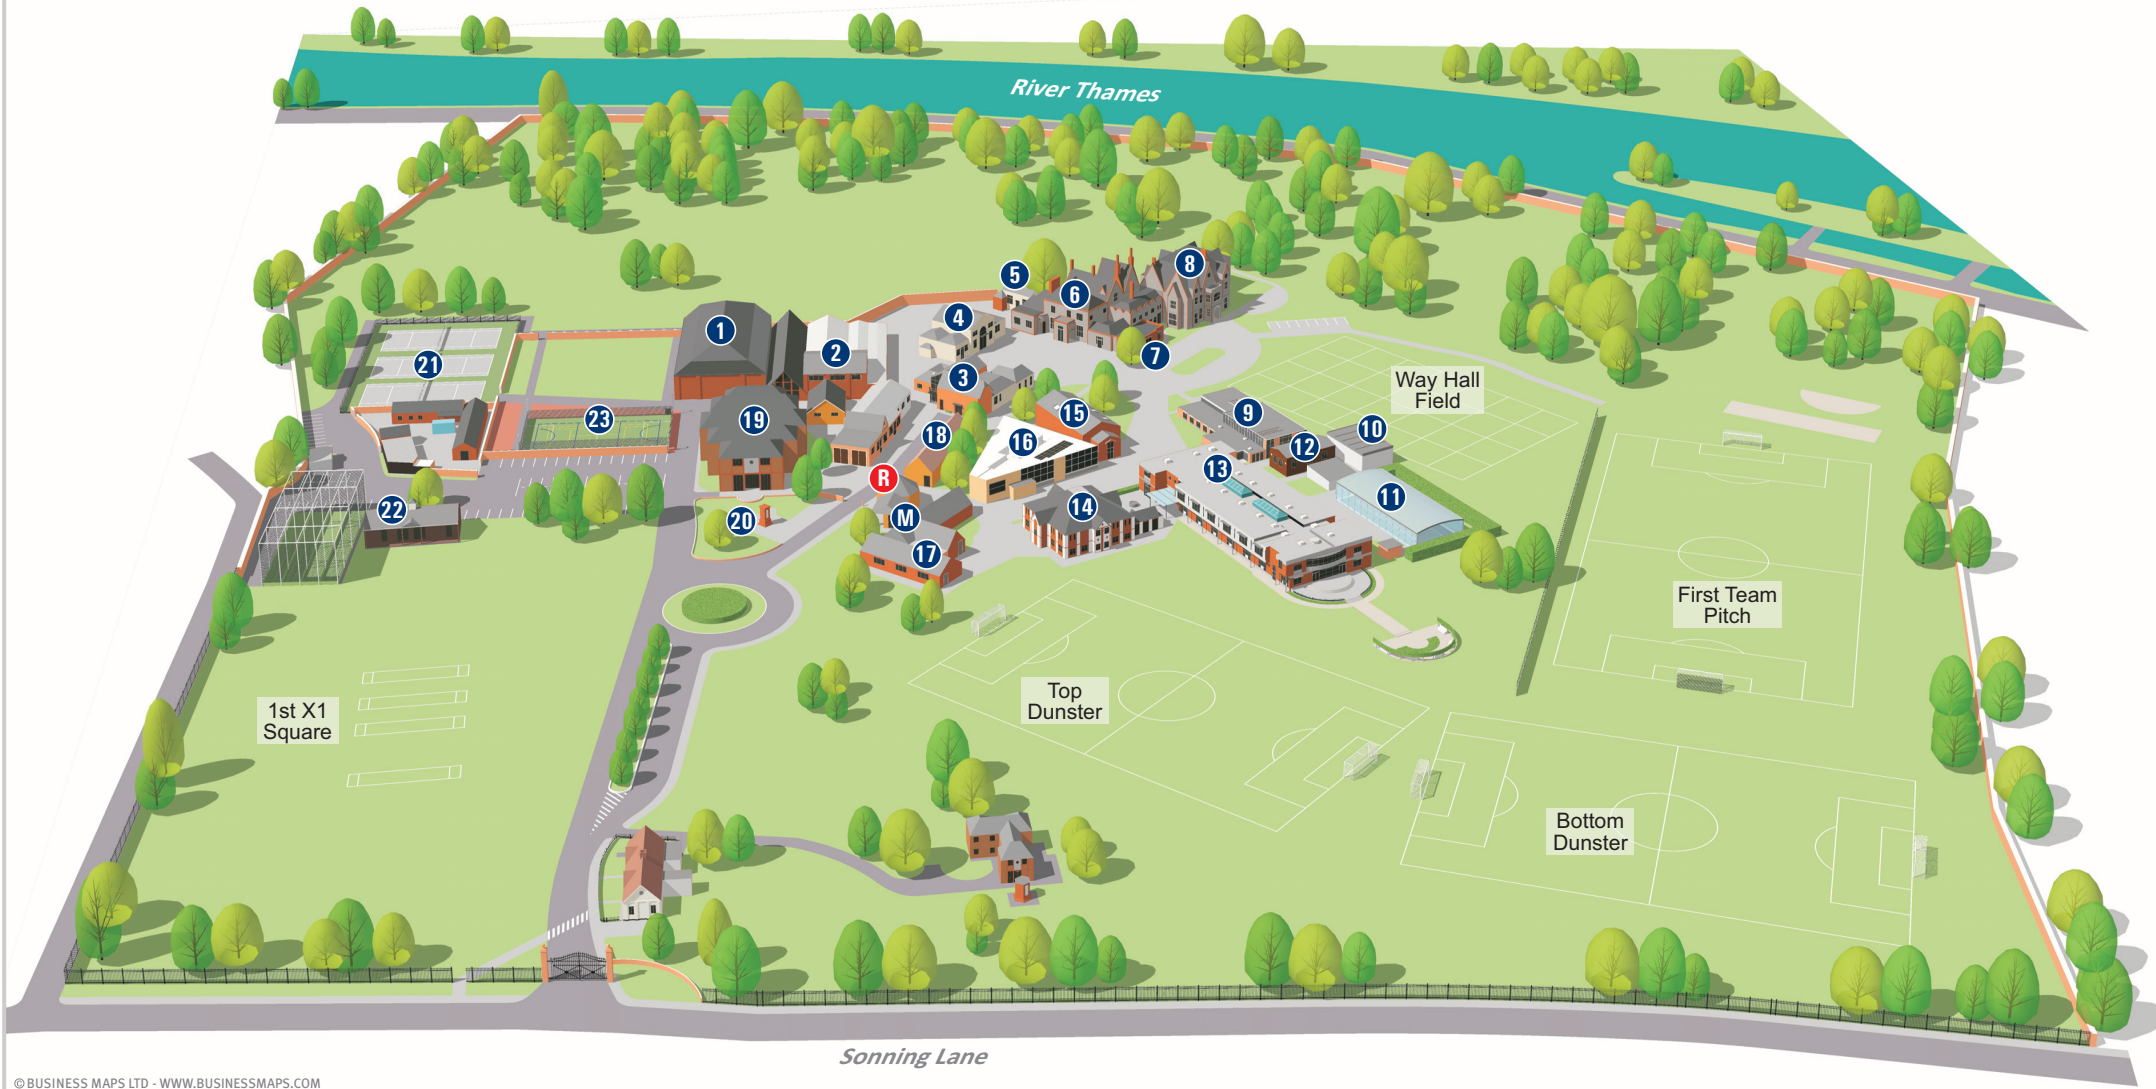 River Thames
5
8
6
1
4
2
7
21
3
Way Hall
Field
23
19
15
9
18
16
10
12
13
R
11
22
20
M
14
17
First Team
Pitch
1st X1
Square
Top
Dunster
Bottom
Dunster
Sonning Lane
© BUSINESS MAPS LTD - WWW.BUSINESSMAPS.COM